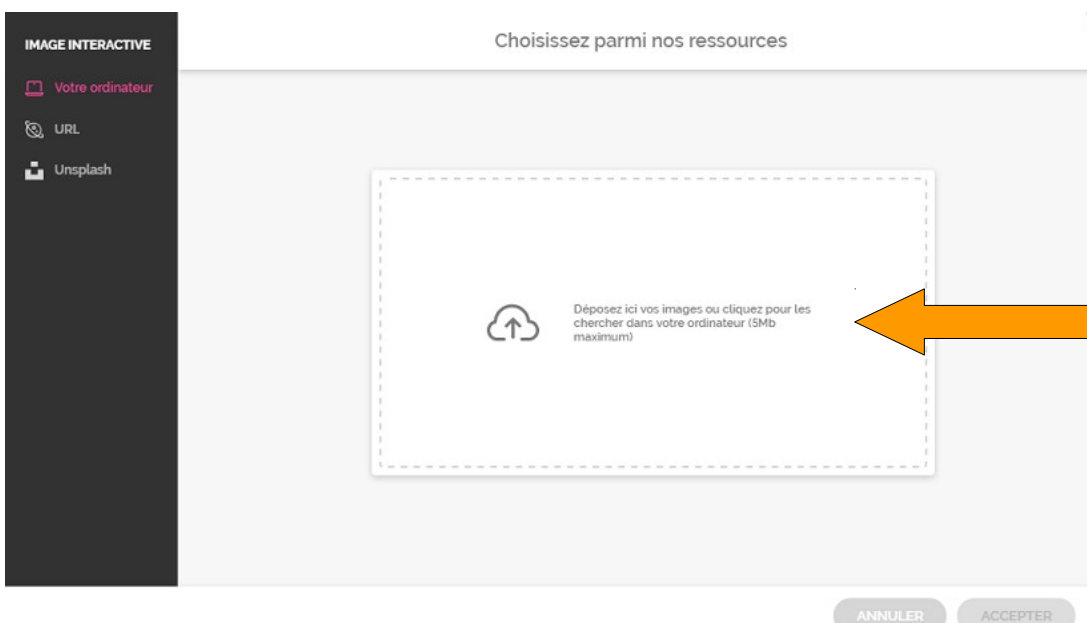 IMAGE INTERACTIVE
Choisissez parmi nos ressources
Votre ordinateur
URL
Unsplash
Déposez ici vos images ou cliquez pour les
chercher dans votre ordinateur (5Mb
maximum)
ANNULER
ACCEPTER